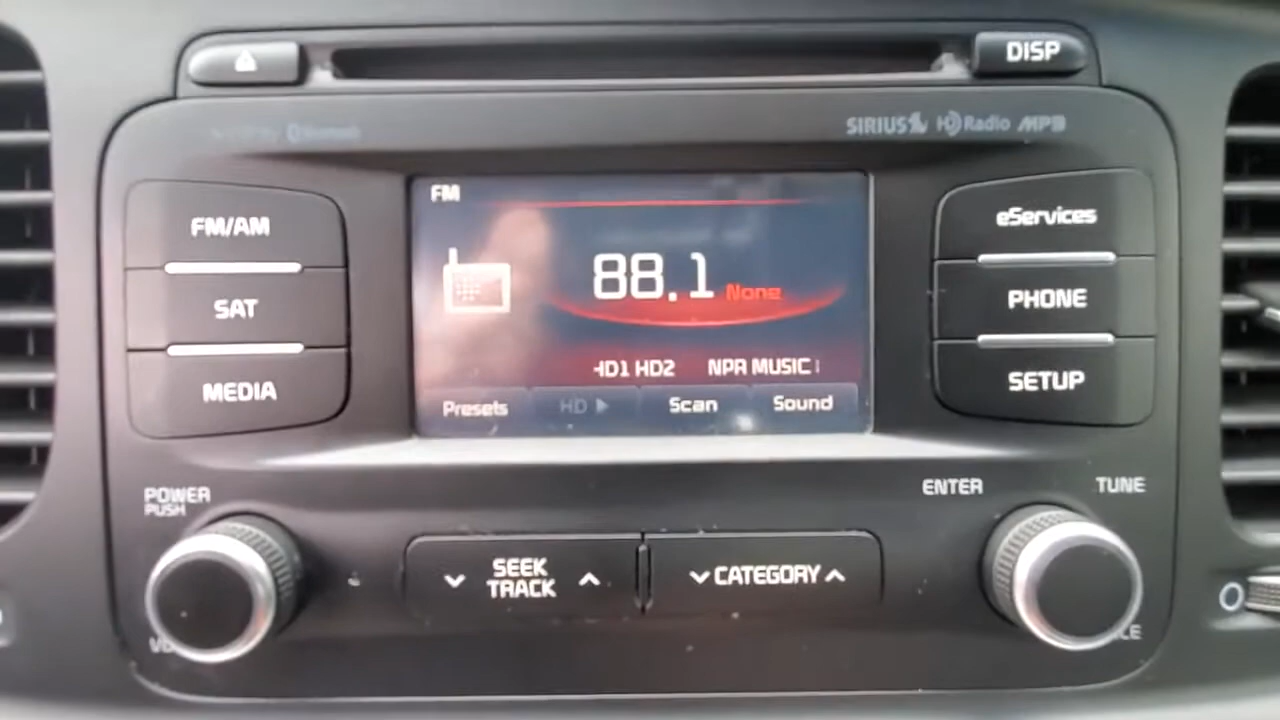 DISP
Bluetooth
SIRIUS HD Radio MP3
FM
FM/AM
SAT
MEDIA
88.1 None
HD1 HD2 NPR MUSIC
Presets HD Scan Sound
eServices
PHONE
SETUP
POWER
PUSH
ENTER
TUNE
SEEK
TRACK
CATEGORY